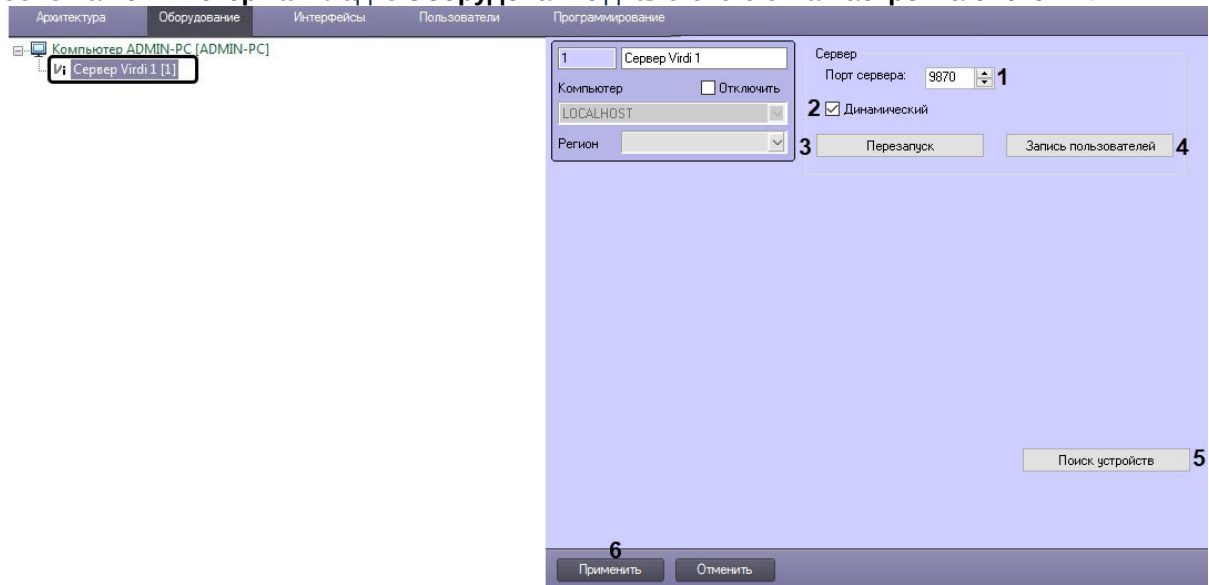 Архитектура Оборудование Интерфейсы Пользователи Программирование
Компьютер ADMIN-PC [ADMIN-PC]
Сервер Virdi 1 [1]
1 Сервер Virdi 1
Компьютер Отключить
LOCALHOST
Регион
Сервер
Порт сервера: 9870 1
2 Динамический
3 Перезапуск Запись пользователей 4
Поиск устройств 5
6
Применить Отменить